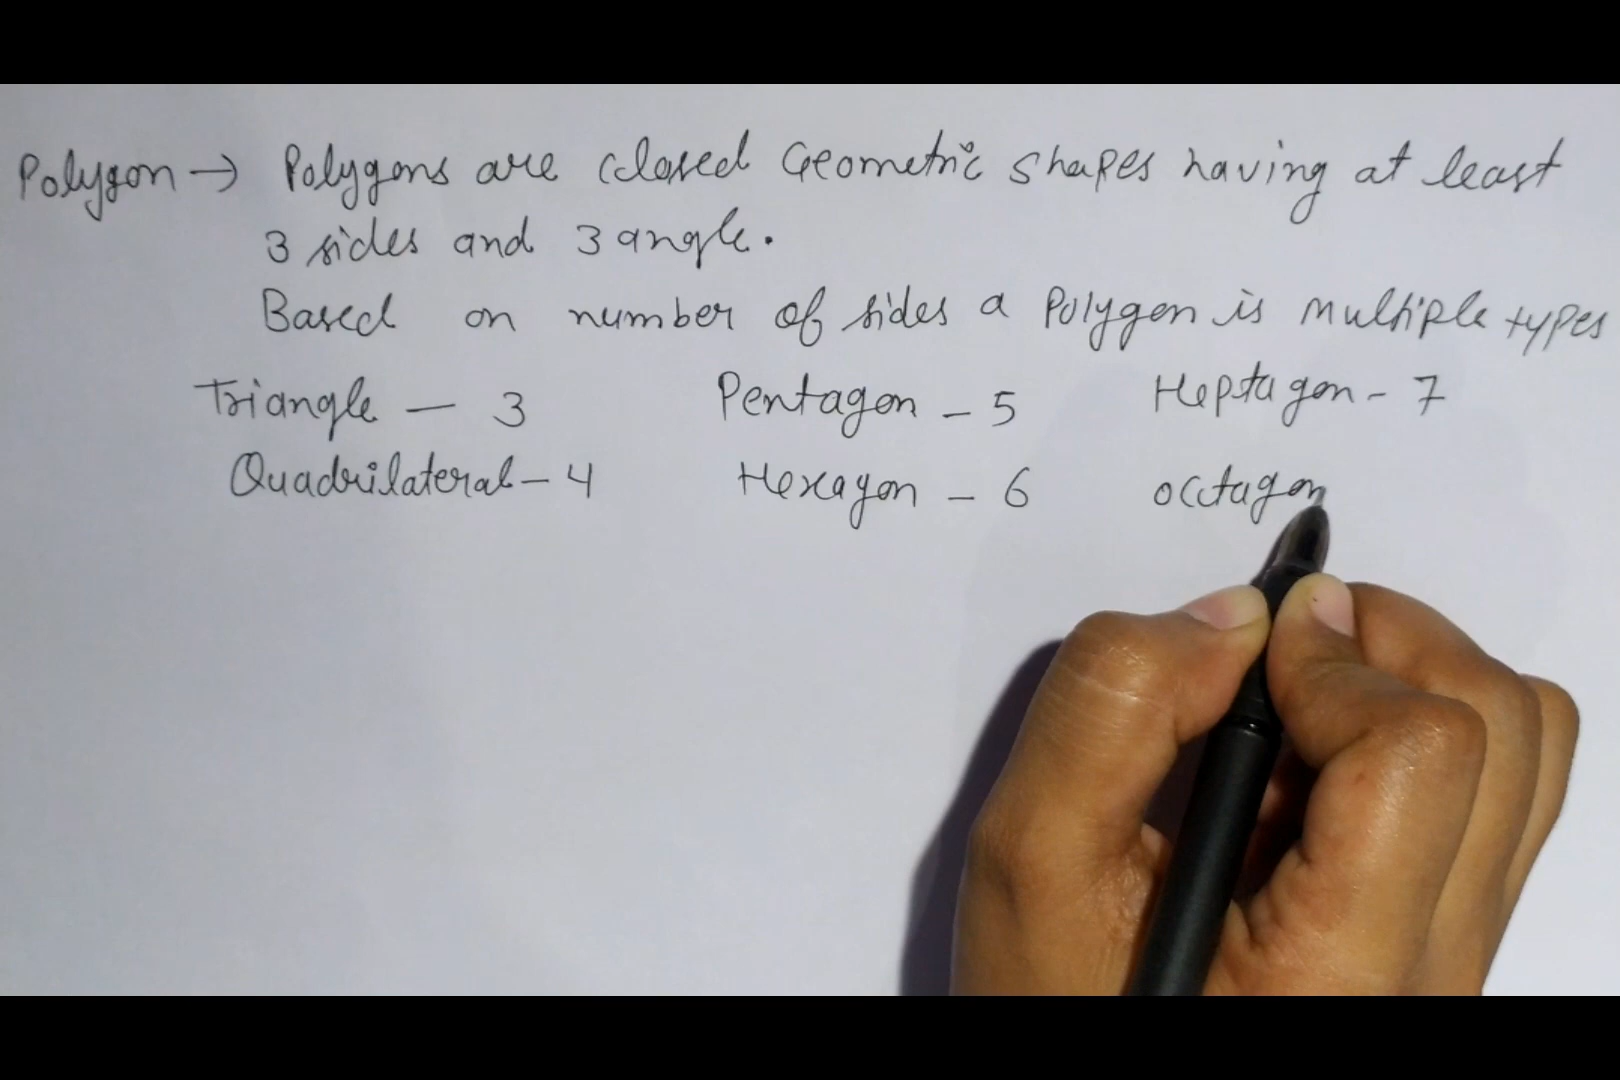 Polygon → Polygons are closed Geometric shapes having at least
3 sides and 3 angle.
Based on number of sides a Polygon is multiple types
Triangle — 3 Pentagon - 5 Heptagon - 7
Quadrilateral - 4 Hexagon - 6 octagon